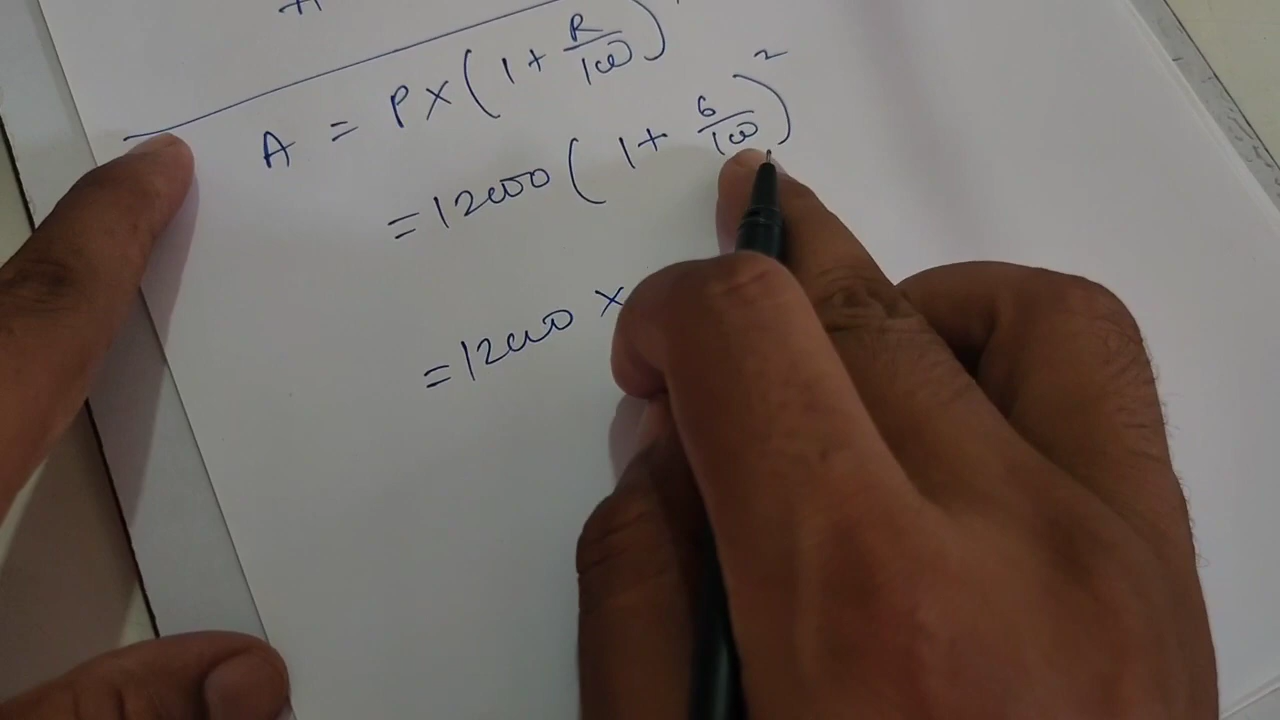 A = P × (1 + R/100)
= 12000 (1 + 6/100)²
= 12000 ×